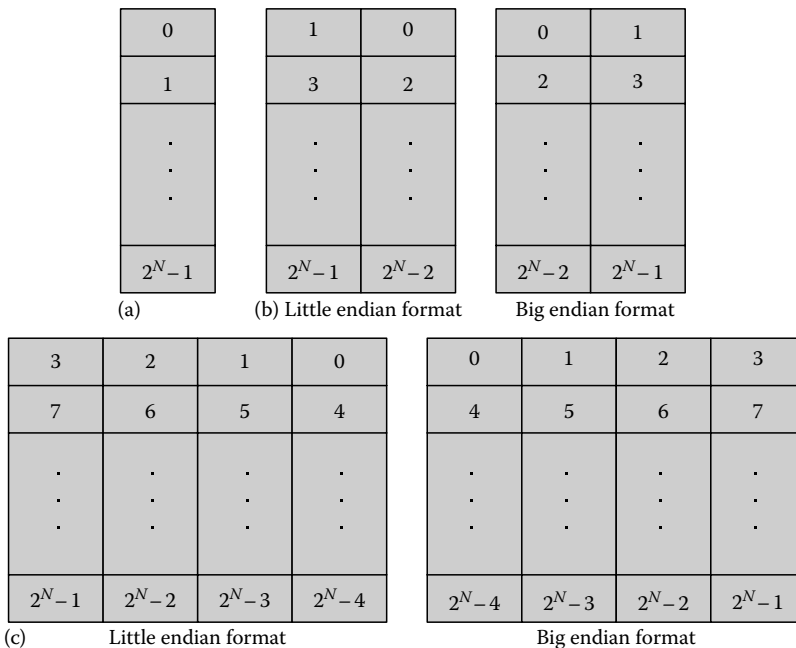 0 1 0 0 1
1 3 2 2 3
2^N – 1 2^N – 1 2^N – 2 2^N – 2 2^N – 1
(a) (b) Little endian format Big endian format
3 2 1 0 0 1 2 3
7 6 5 4 4 5 6 7
2^N – 1 2^N – 2 2^N – 3 2^N – 4 2^N – 4 2^N – 3 2^N – 2 2^N – 1
(c) Little endian format Big endian format